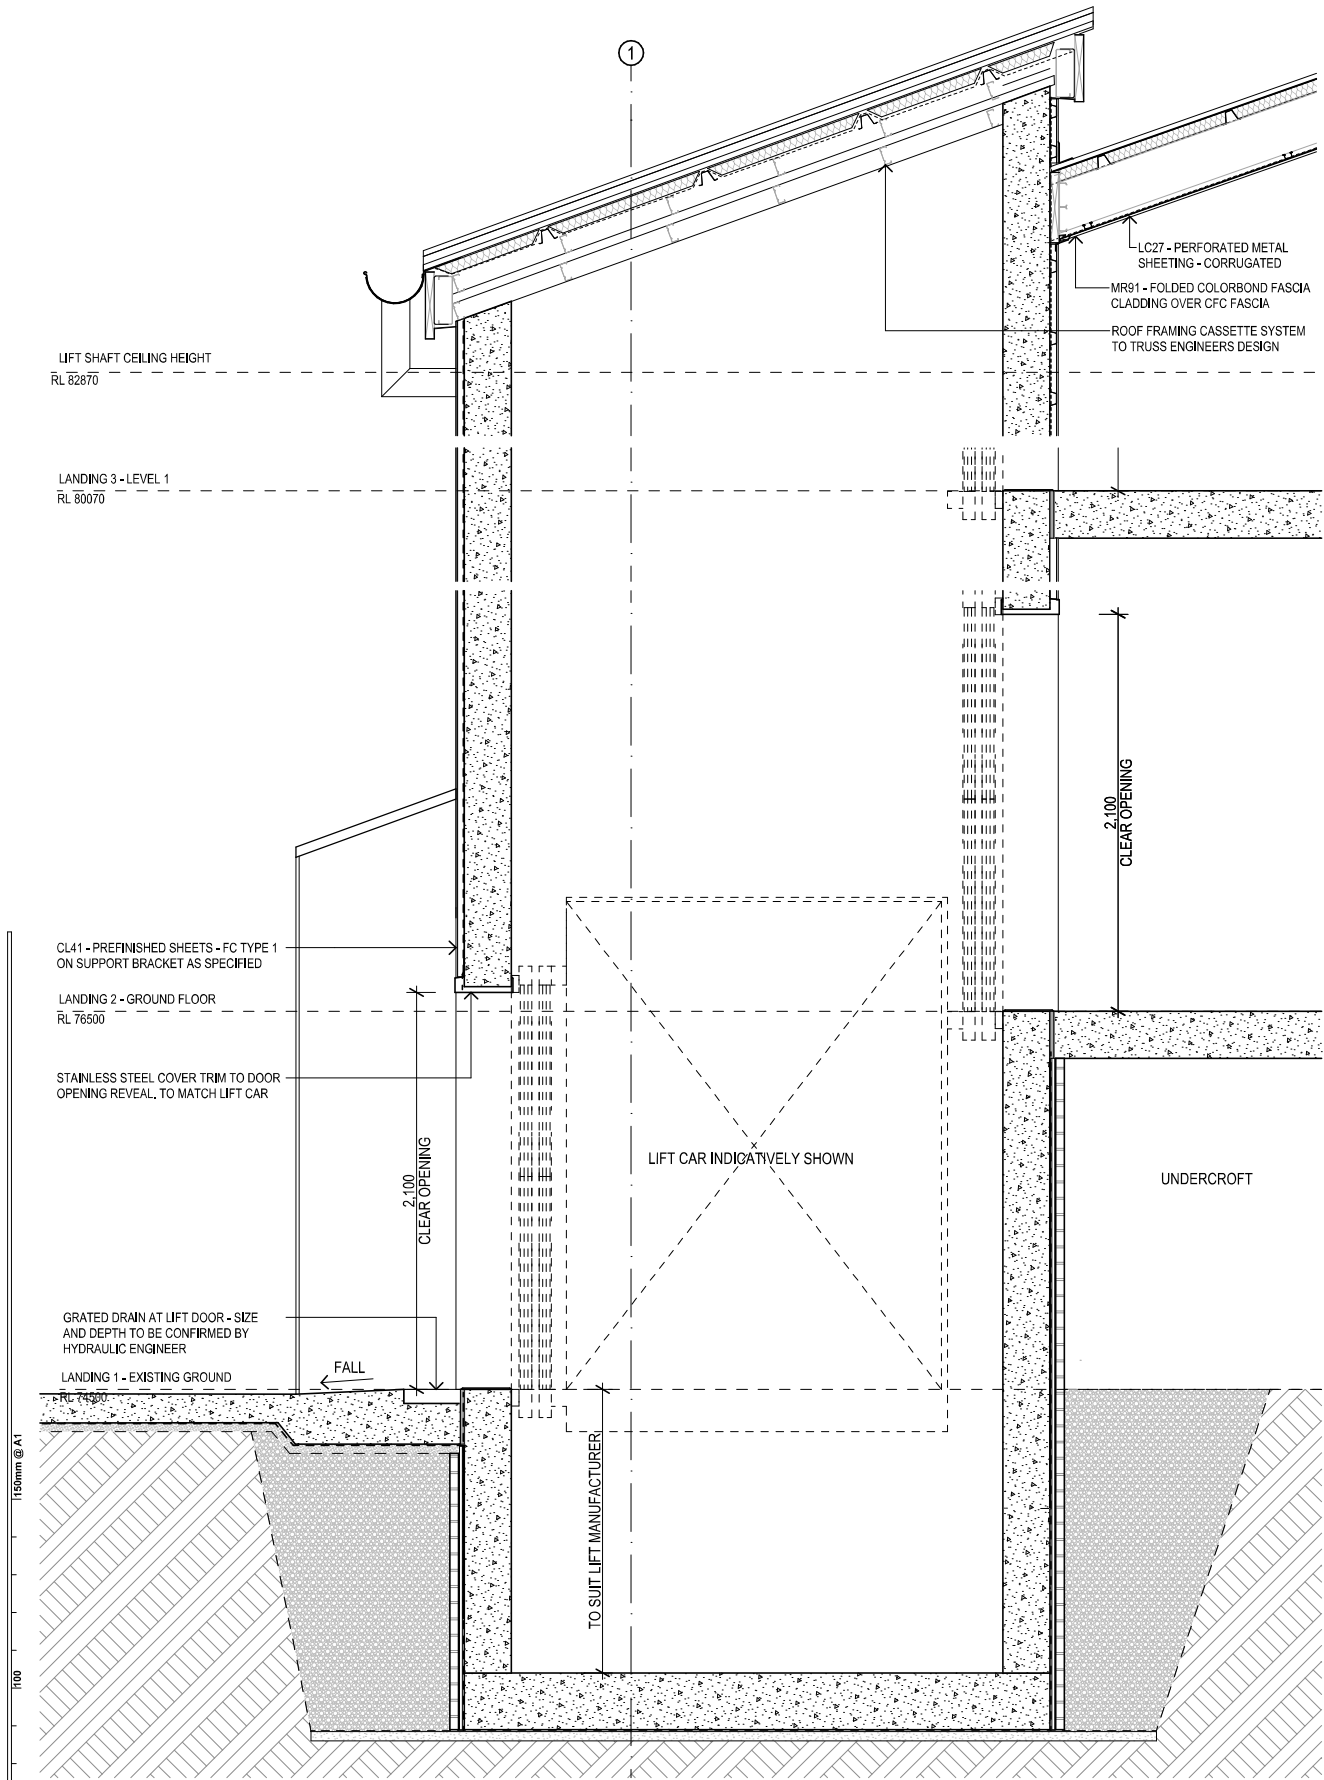 1
LC27 - PERFORATED METAL
SHEETING - CORRUGATED
MR91 - FOLDED COLORBOND FASCIA
CLADDING OVER CFC FASCIA
ROOF FRAMING CASSETTE SYSTEM
TO TRUSS ENGINEERS DESIGN
LIFT SHAFT CEILING HEIGHT
RL 82870
LANDING 3 - LEVEL 1
RL 80070
2,100
CLEAR OPENING
CL41 - PREFINISHED SHEETS - FC TYPE 1
ON SUPPORT BRACKET AS SPECIFIED
LANDING 2 - GROUND FLOOR
RL 76500
STAINLESS STEEL COVER TRIM TO DOOR
OPENING REVEAL, TO MATCH LIFT CAR
2,100
CLEAR OPENING
LIFT CAR INDICATIVELY SHOWN
UNDERCROFT
GRATED DRAIN AT LIFT DOOR - SIZE
AND DEPTH TO BE CONFIRMED BY
HYDRAULIC ENGINEER
FALL
LANDING 1 - EXISTING GROUND
RL 74500
TO SUIT LIFT MANUFACTURER
150mm @ A1
100